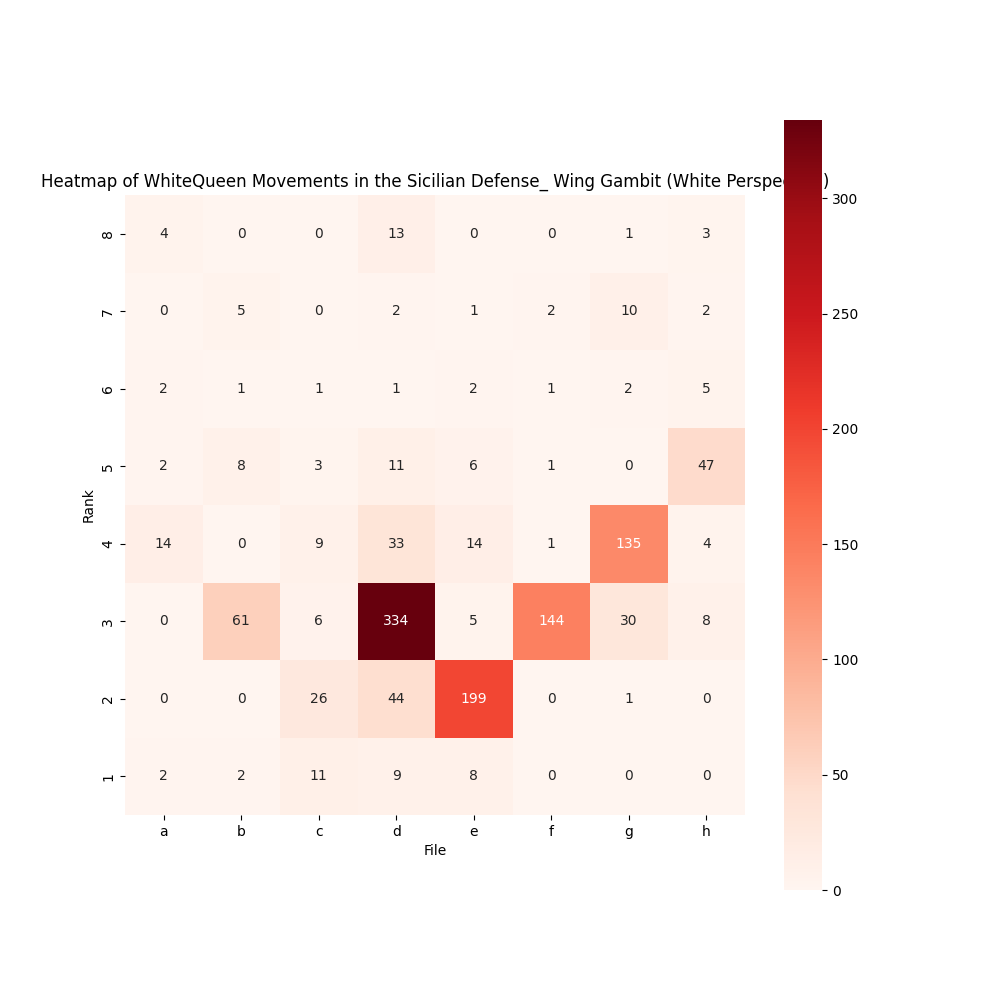 Heatmap of WhiteQueen Movements in the Sicilian Defense_ Wing Gambit (White )
8 4 0 0 13 0 0 1 3
7 0 5 0 2 1 2 10 2
6 2 1 1 1 2 1 2 5
5 2 8 3 11 6 1 0 47
4 14 0 9 33 14 1 135 4
3 0 61 6 334 5 144 30 8
2 0 0 26 44 199 0 1 0
1 2 2 11 9 8 0 0 0
a b c d e f g h
File
Rank
300
250
200
150
100
50
0